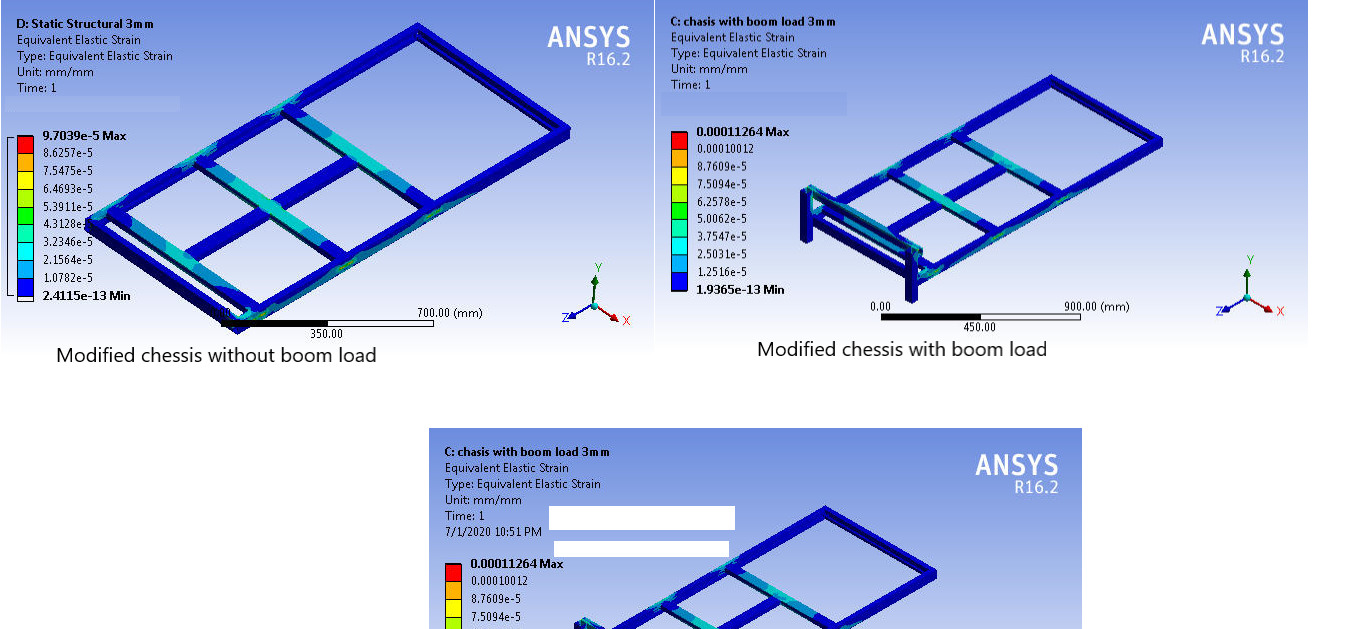 D: Static Structural 3mm
Equivalent Elastic Strain
Type: Equivalent Elastic Strain
Unit: mm/mm
Time: 1
ANSYS
R16.2
9.7039e-5 Max
8.6257e-5
7.5475e-5
6.4693e-5
5.3911e-5
4.3128e-5
3.2346e-5
2.1564e-5
1.0782e-5
2.4115e-13 Min
700.00 (mm)
350.00
Y
Z
X
Modified chessis without boom load
C: chasis with boom load 3mm
Equivalent Elastic Strain
Type: Equivalent Elastic Strain
Unit: mm/mm
Time: 1
ANSYS
R16.2
0.00011264 Max
0.00010012
8.7609e-5
7.5094e-5
6.2578e-5
5.0062e-5
3.7547e-5
2.5031e-5
1.2516e-5
1.9365e-13 Min
0.00
900.00 (mm)
450.00
Y
Z
X
Modified chessis with boom load
C: chasis with boom load 3mm
Equivalent Elastic Strain
Type: Equivalent Elastic Strain
Unit: mm/mm
Time: 1
7/1/2020 10:51 PM
ANSYS
R16.2
0.00011264 Max
0.00010012
8.7609e-5
7.5094e-5